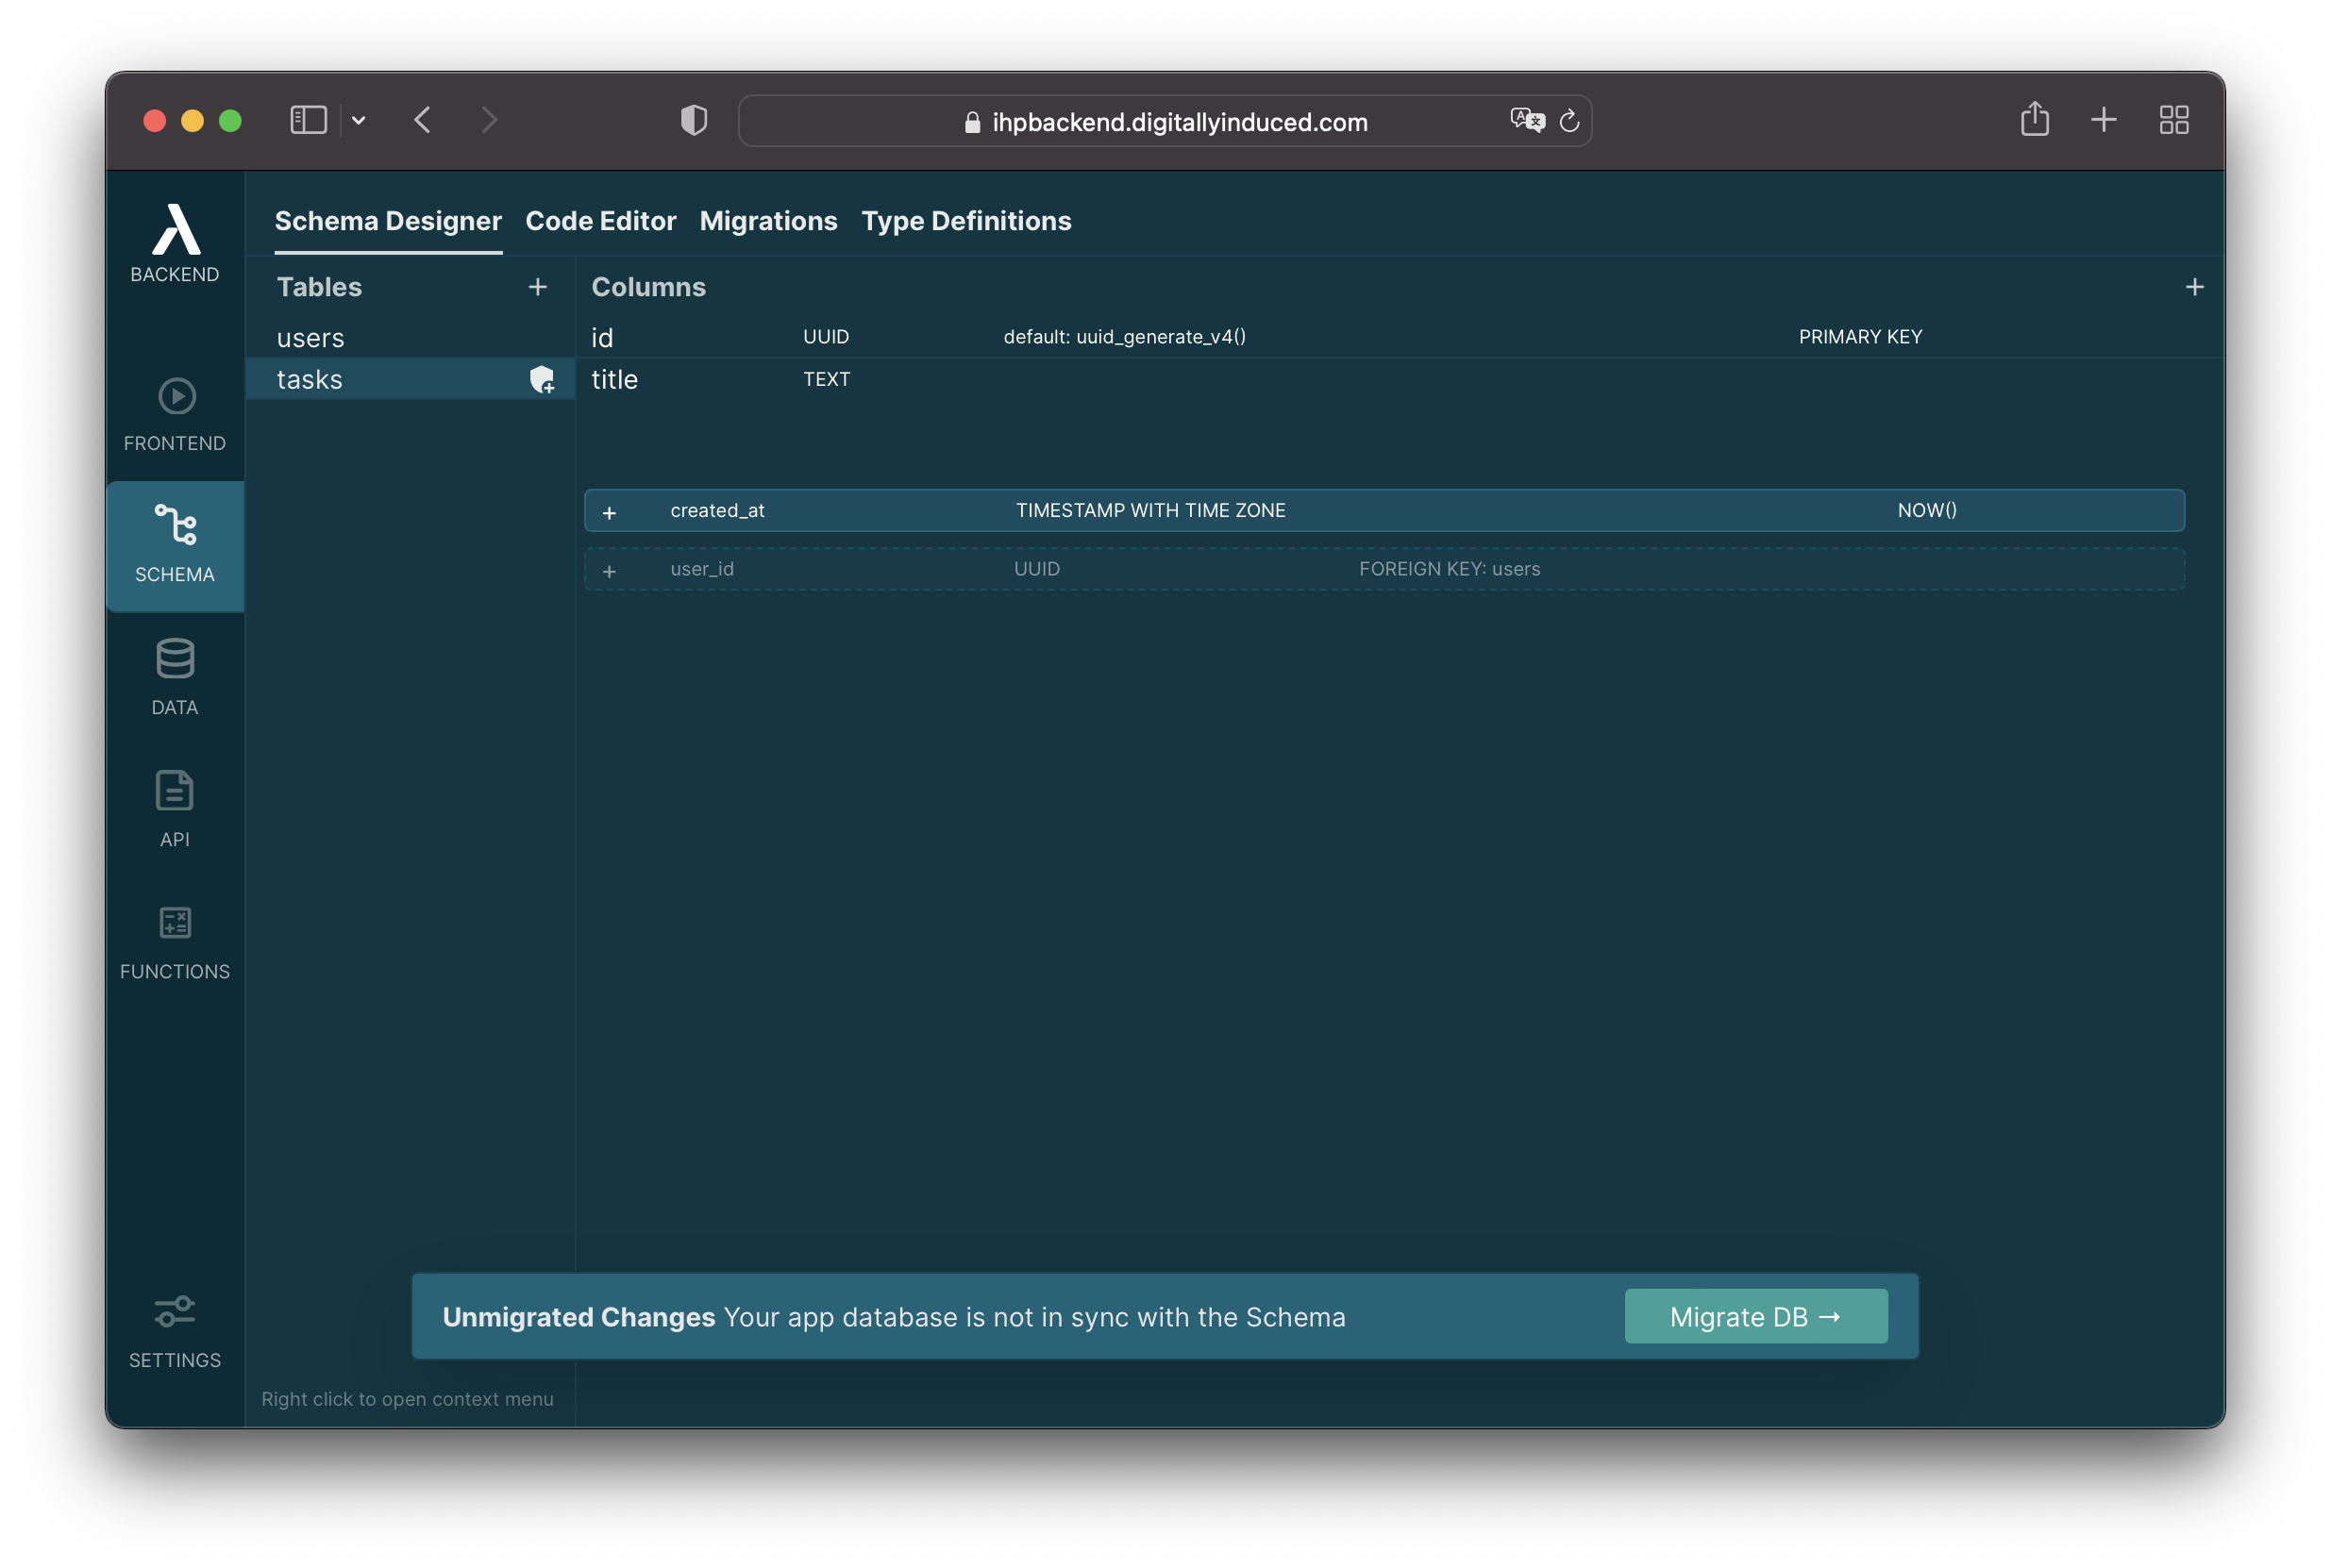 ihpbackend.digitallyinduced.com
BACKEND
FRONTEND
SCHEMA
DATA
API
FUNCTIONS
SETTINGS
Schema Designer Code Editor Migrations Type Definitions
Tables +
users
tasks
Right click to open context menu
Columns +
id UUID default: uuid_generate_v4() PRIMARY KEY
title TEXT
+ created_at TIMESTAMP WITH TIME ZONE NOW()
+ user_id UUID FOREIGN KEY: users
Unmigrated Changes Your app database is not in sync with the Schema
Migrate DB →